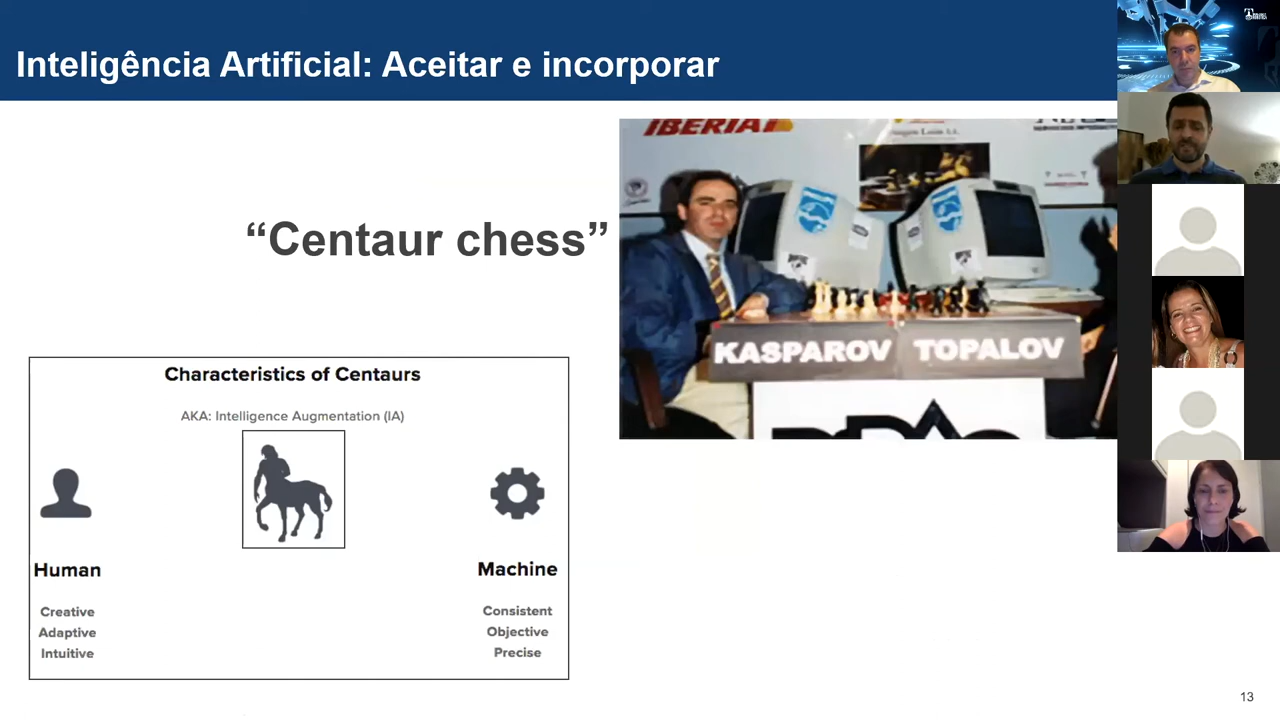 Inteligência Artificial: Aceitar e incorporar
“Centaur chess”
IBERIA
KASPAROV
TOPALOV
Characteristics of Centaurs
AKA: Intelligence Augmentation (IA)
Human
Machine
Creative
Consistent
Adaptive
Objective
Intuitive
Precise
13